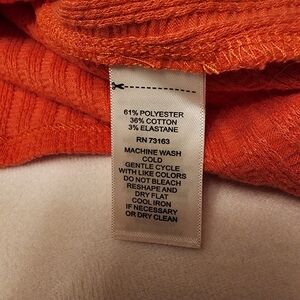 61% POLYESTER
36% COTTON
3% ELASTANE
RN 73163
MACHINE WASH
COLD
GENTLE CYCLE
WITH LIKE COLORS
DO NOT BLEACH
RESHAPE AND
DRY FLAT
COOL IRON
IF NECESSARY
OR DRY CLEAN